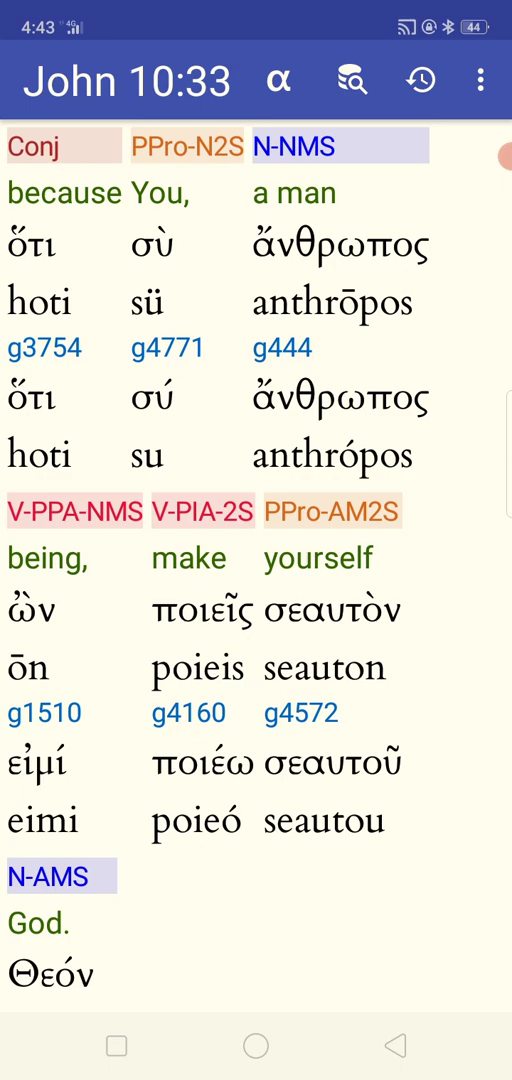 4:43 4G 44
John 10:33 α
Conj PPro-N2S N-NMS
because You, a man
ὅτι σὺ ἄνθρωπος
hoti sü anthrōpos
g3754 g4771 g444
ὅτι σύ ἄνθρωπος
hoti su anthrópos
V-PPA-NMS V-PIA-2S PPro-AM2S
being, make yourself
ὢν ποιεῖς σεαυτὸν
ōn poieis seauton
g1510 g4160 g4572
εἰμί ποιέω σεαυτοῦ
eimi poieó seautou
N-AMS
God.
Θεόν